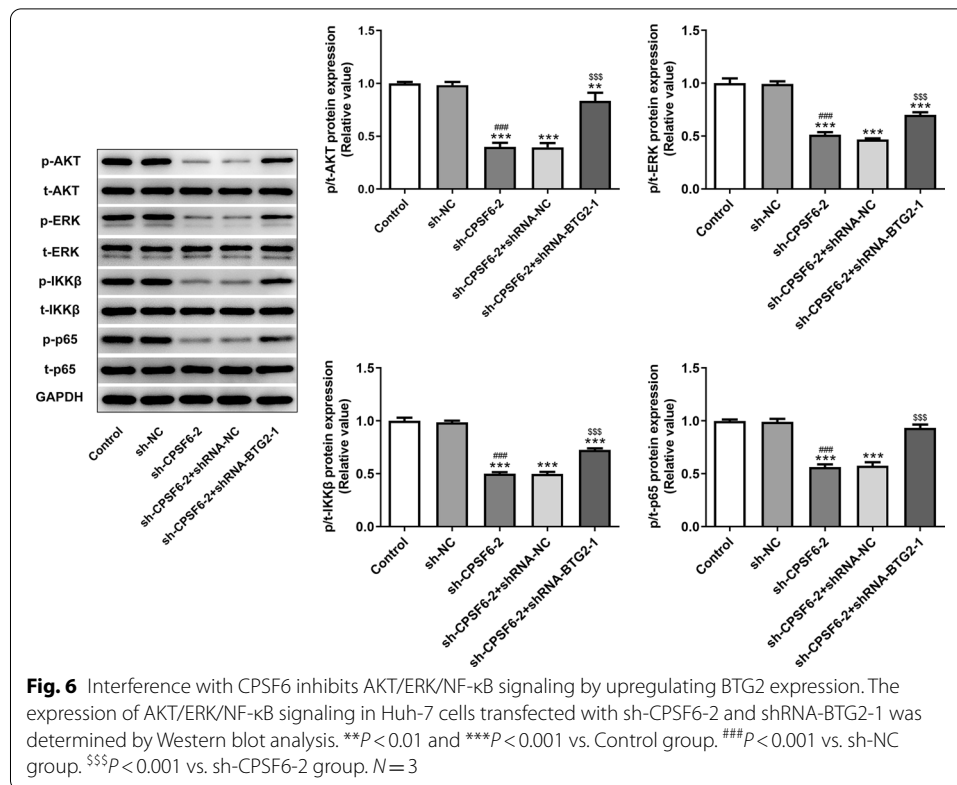 p-AKT
t-AKT
p-ERK
t-ERK
p-IKKβ
t-IKKβ
p-p65
t-p65
GAPDH
Control
sh-NC
sh-CPSF6-2
sh-CPSF6-2+shRNA-NC
sh-CPSF6-2+shRNA-BTG2-1
p/t-AKT protein expression
(Relative value)
1.5
1.0
0.5
0.0
###
***
***
$$$
**
Control
sh-NC
sh-CPSF6-2
sh-CPSF6-2+shRNA-NC
sh-CPSF6-2+shRNA-BTG2-1
p/t-ERK protein expression
(Relative value)
1.5
1.0
0.5
0.0
###
***
***
$$$
***
Control
sh-NC
sh-CPSF6-2
sh-CPSF6-2+shRNA-NC
sh-CPSF6-2+shRNA-BTG2-1
p/t-IKKβ protein expression
(Relative value)
1.5
1.0
0.5
0.0
###
***
***
$$$
***
Control
sh-NC
sh-CPSF6-2
sh-CPSF6-2+shRNA-NC
sh-CPSF6-2+shRNA-BTG2-1
p/t-p65 protein expression
(Relative value)
1.5
1.0
0.5
0.0
###
***
***
$$$
Control
sh-NC
sh-CPSF6-2
sh-CPSF6-2+shRNA-NC
sh-CPSF6-2+shRNA-BTG2-1
Fig. 6 Interference with CPSF6 inhibits AKT/ERK/NF-κB signaling by upregulating BTG2 expression. The
expression of AKT/ERK/NF-κB signaling in Huh-7 cells transfected with sh-CPSF6-2 and shRNA-BTG2-1 was
determined by Western blot analysis. **P < 0.01 and ***P < 0.001 vs. Control group. ###P < 0.001 vs. sh-NC
group. $$$P < 0.001 vs. sh-CPSF6-2 group. N = 3